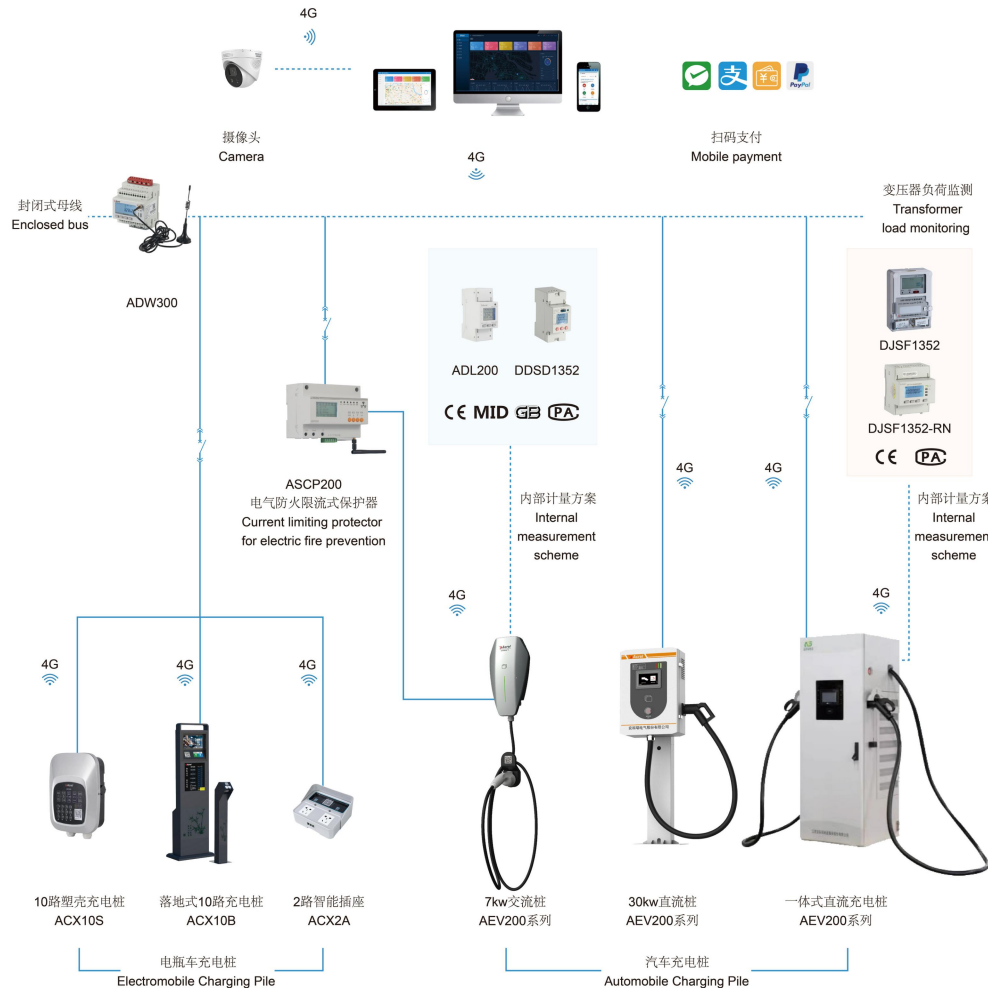 4G
摄像头
Camera
4G
PayPal
扫码支付
Mobile payment
封闭式母线
Enclosed bus
变压器负荷监测
Transformer
load monitoring
ADW300
ADL200
DDSD1352
CE MID GB PA
DJSF1352
DJSF1352-RN
CE PA
ASCP200
电气防火限流式保护器
Current limiting protector
for electric fire prevention
内部计量方案
Internal
measurement
scheme
4G
4G
内部计量方案
Internal
measuremen
scheme
4G
4G
4G
4G
4G
10路塑壳充电桩
ACX10S
落地式10路充电桩
ACX10B
2路智能插座
ACX2A
7kw交流桩
AEV200系列
30kw直流桩
AEV200系列
一体式直流充电桩
AEV200系列
电瓶车充电桩
Electromobile Charging Pile
汽车充电桩
Automobile Charging Pile